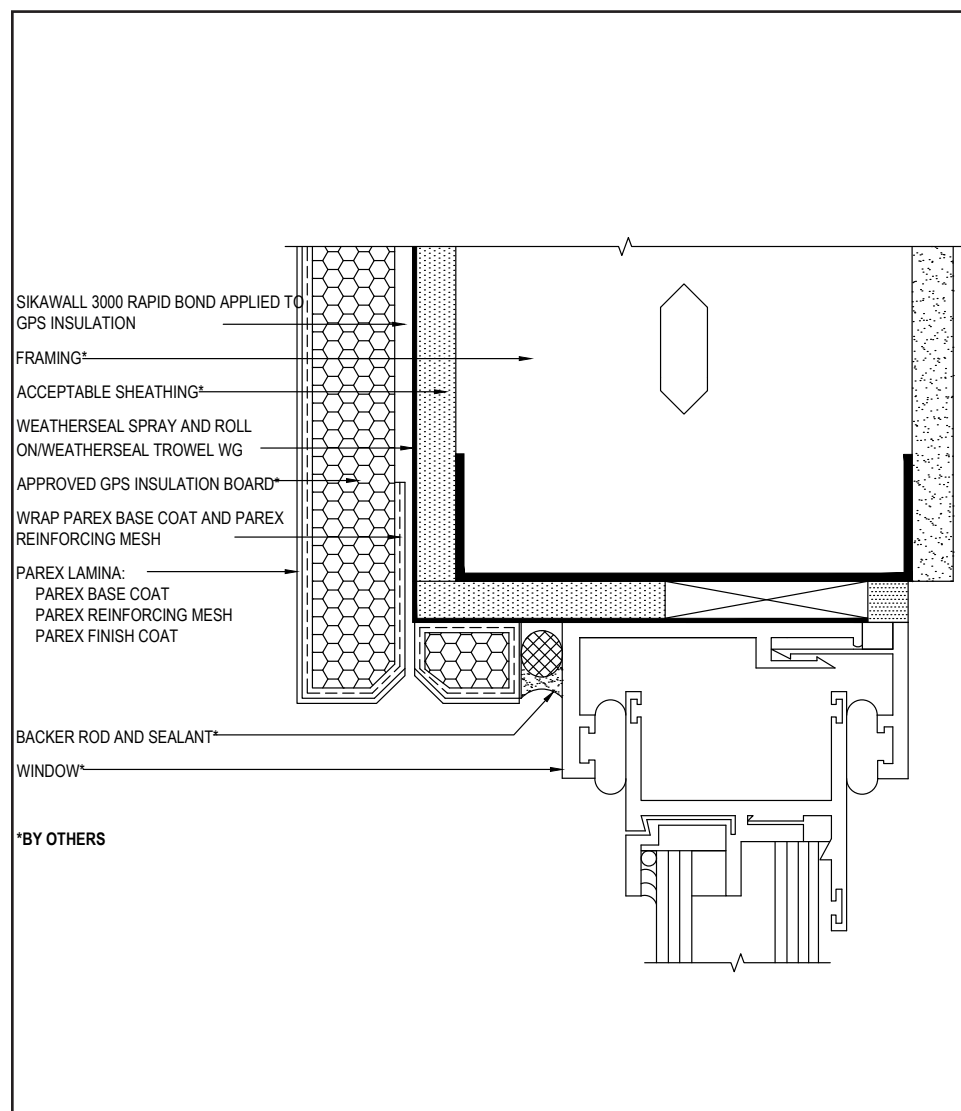 SIKAWALL 3000 RAPID BOND APPLIED TO
GPS INSULATION
FRAMING*
ACCEPTABLE SHEATHING*
WEATHERSEAL SPRAY AND ROLL
ON/WEATHERSEAL TROWEL WG
APPROVED GPS INSULATION BOARD*
WRAP PAREX BASE COAT AND PAREX
REINFORCING MESH
PAREX LAMINA:
PAREX BASE COAT
PAREX REINFORCING MESH
PAREX FINISH COAT
BACKER ROD AND SEALANT*
WINDOW*
*BY OTHERS